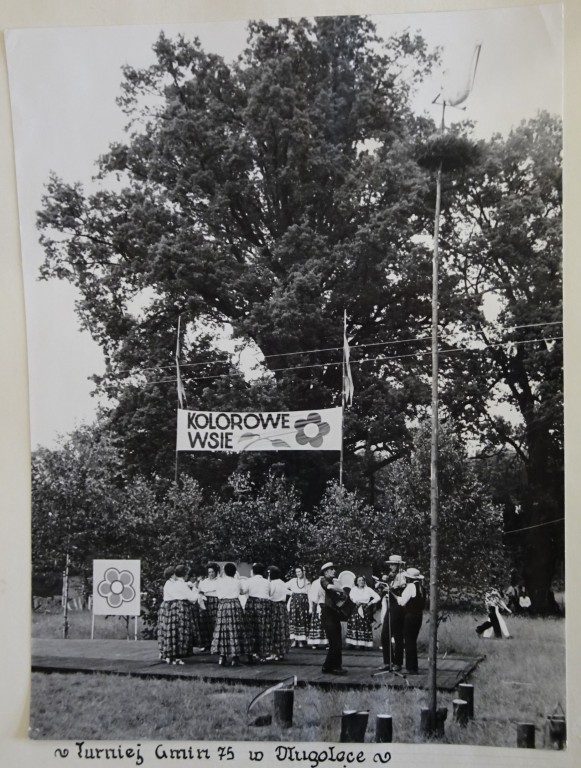 KOLOROWE
WSIE
~ Turniej Gmin 75 w Długołęce ~